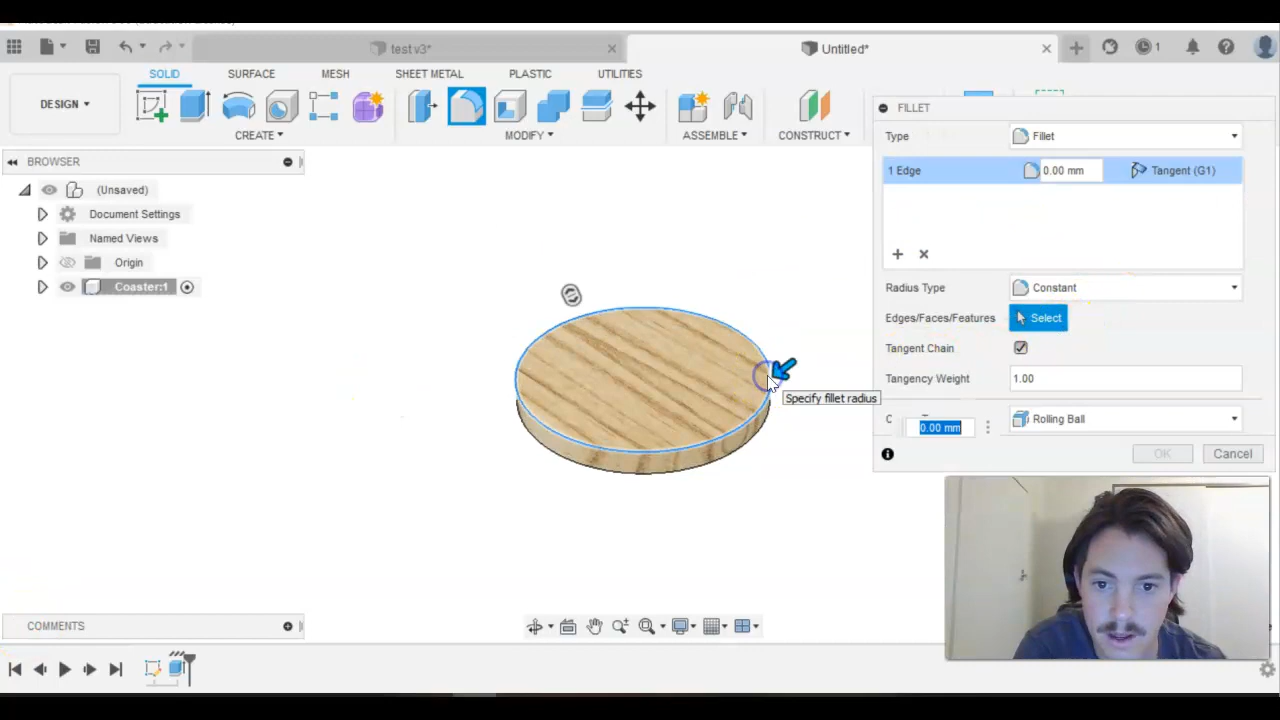 test v3*
Untitled*
1
DESIGN
SOLID
SURFACE
MESH
SHEET METAL
PLASTIC
UTILITIES
CREATE
MODIFY
ASSEMBLE
CONSTRUCT
BROWSER
(Unsaved)
Document Settings
Named Views
Origin
Coaster:1
FILLET
Type
Fillet
1 Edge
0.00 mm
Tangent (G1)
Radius Type
Constant
Edges/Faces/Features
Select
Tangent Chain
Tangency Weight
1.00
Rolling Ball
0.00 mm
Specify fillet radius
OK
Cancel
COMMENTS